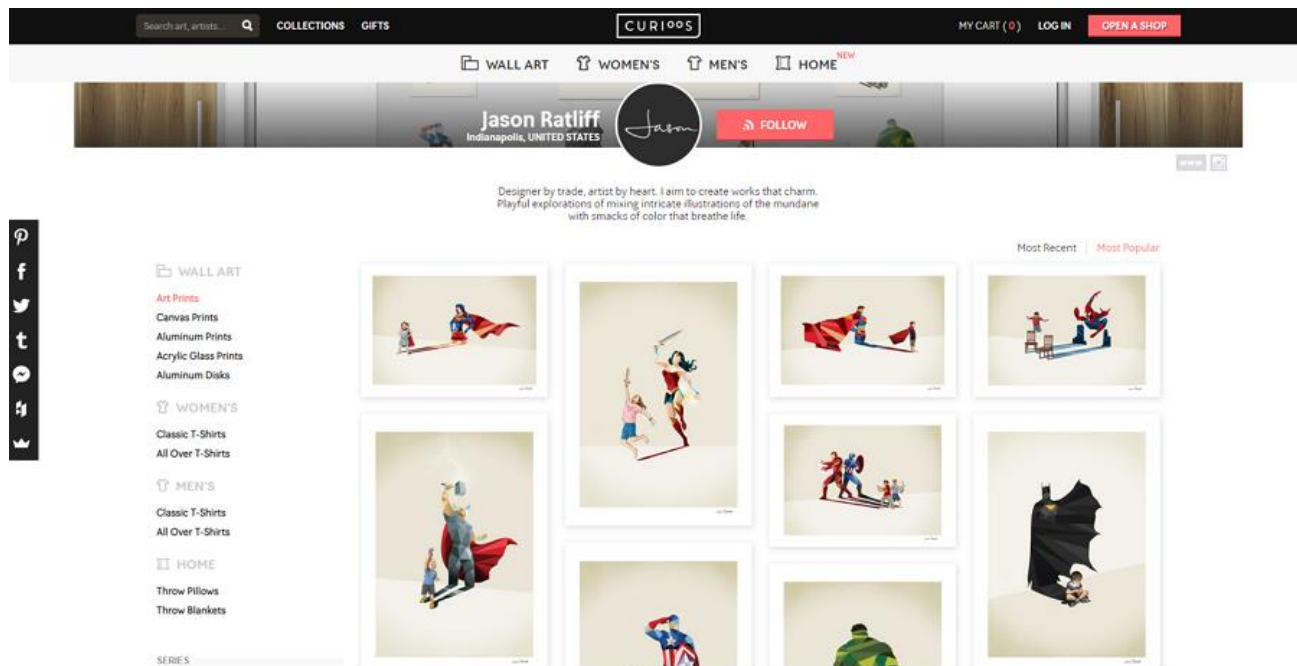 Search art, artists...
COLLECTIONS
GIFTS
CURIOOS
MY CART ( 0 )
LOG IN
OPEN A SHOP
WALL ART
WOMEN'S
MEN'S
HOME
NEW
Jason Ratliff
Indianapolis, UNITED STATES
Jason
FOLLOW
www
Designer by trade, artist by heart. I aim to create works that charm.
Playful explorations of mixing intricate illustrations of the mundane
with smacks of color that breathe life.
Most Recent
Most Popular
WALL ART
Art Prints
Canvas Prints
Aluminum Prints
Acrylic Glass Prints
Aluminum Disks
WOMEN'S
Classic T-Shirts
All Over T-Shirts
MEN'S
Classic T-Shirts
All Over T-Shirts
HOME
Throw Pillows
Throw Blankets
SERIES